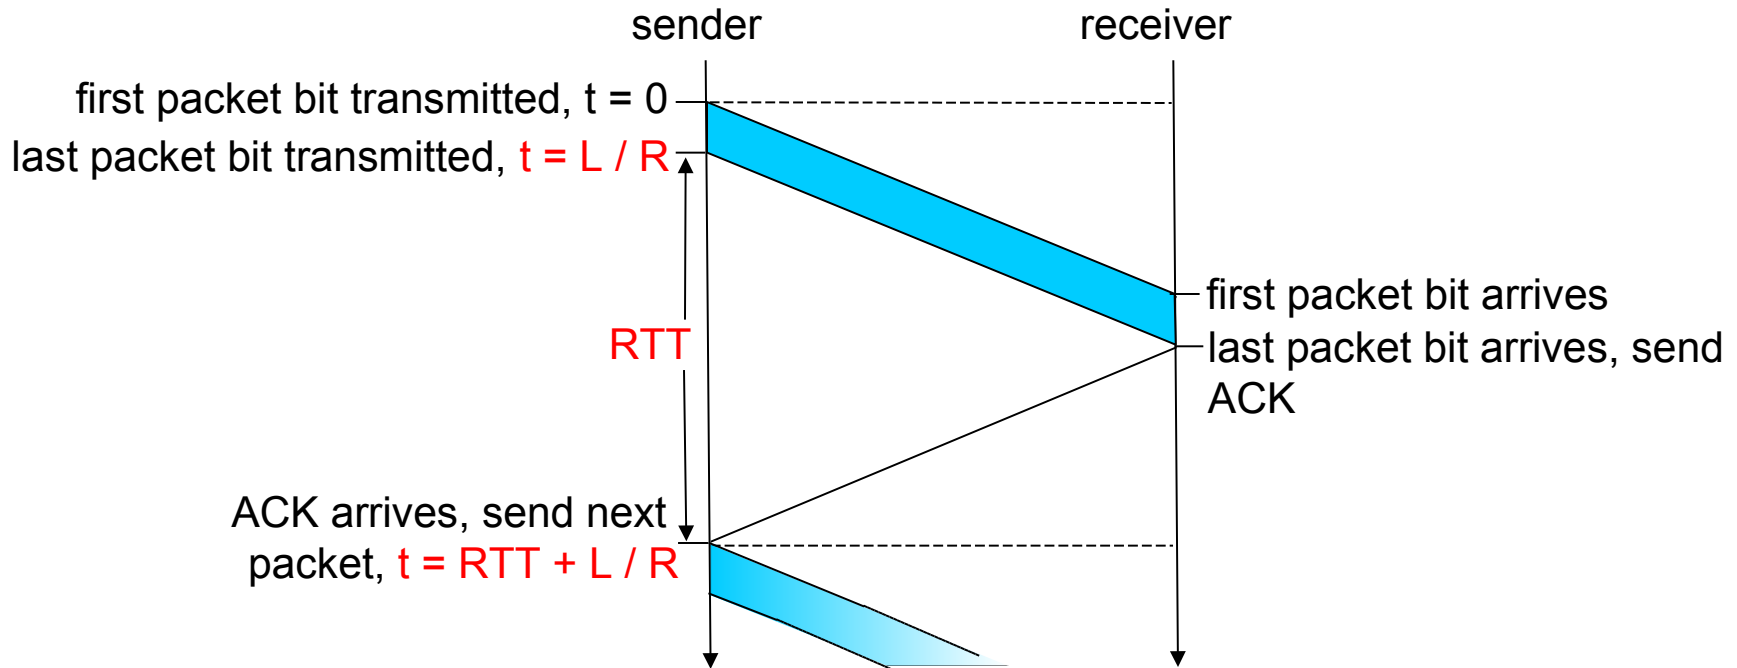 sender
receiver
first packet bit transmitted, t = 0
last packet bit transmitted, t = L / R
first packet bit arrives
RTT
last packet bit arrives, send
ACK
ACK arrives, send next
packet, t = RTT + L / R